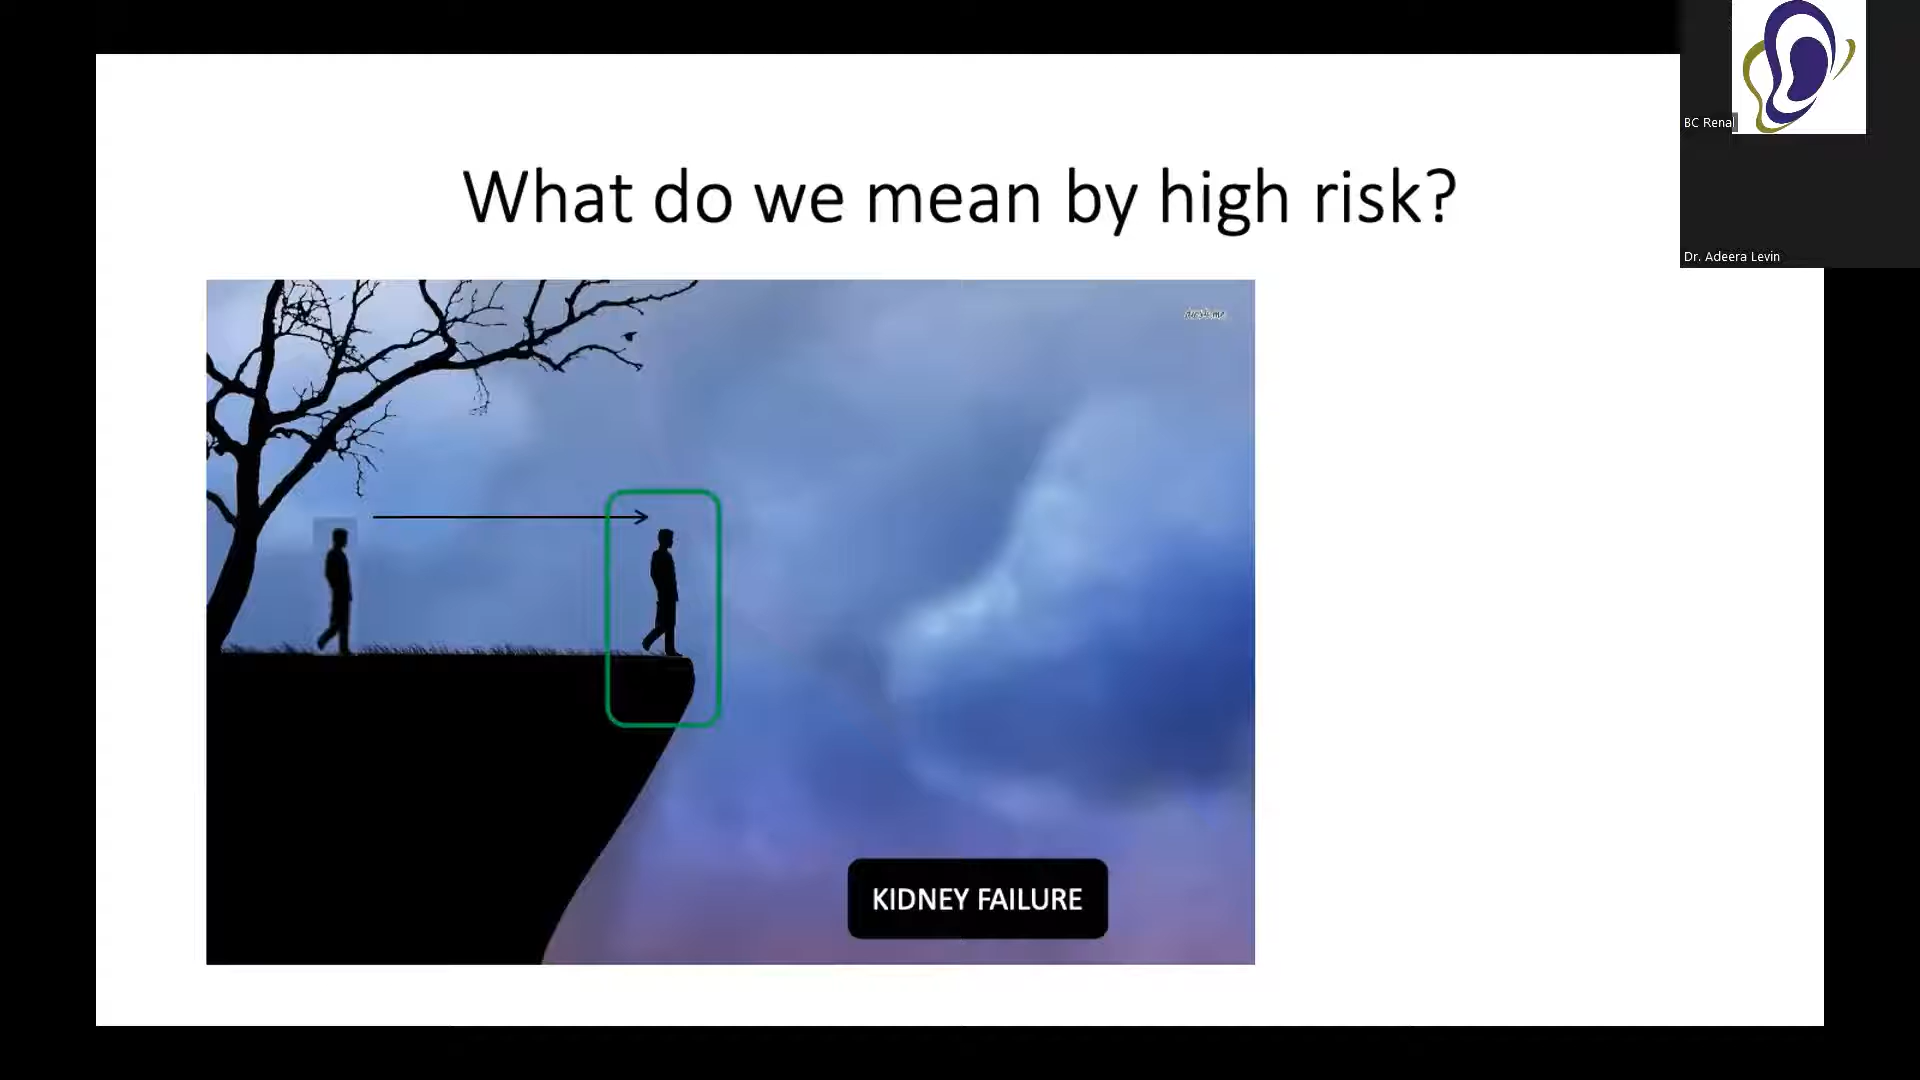 What do we mean by high risk?
KIDNEY FAILURE
BC Renal
Dr. Adeera Levin